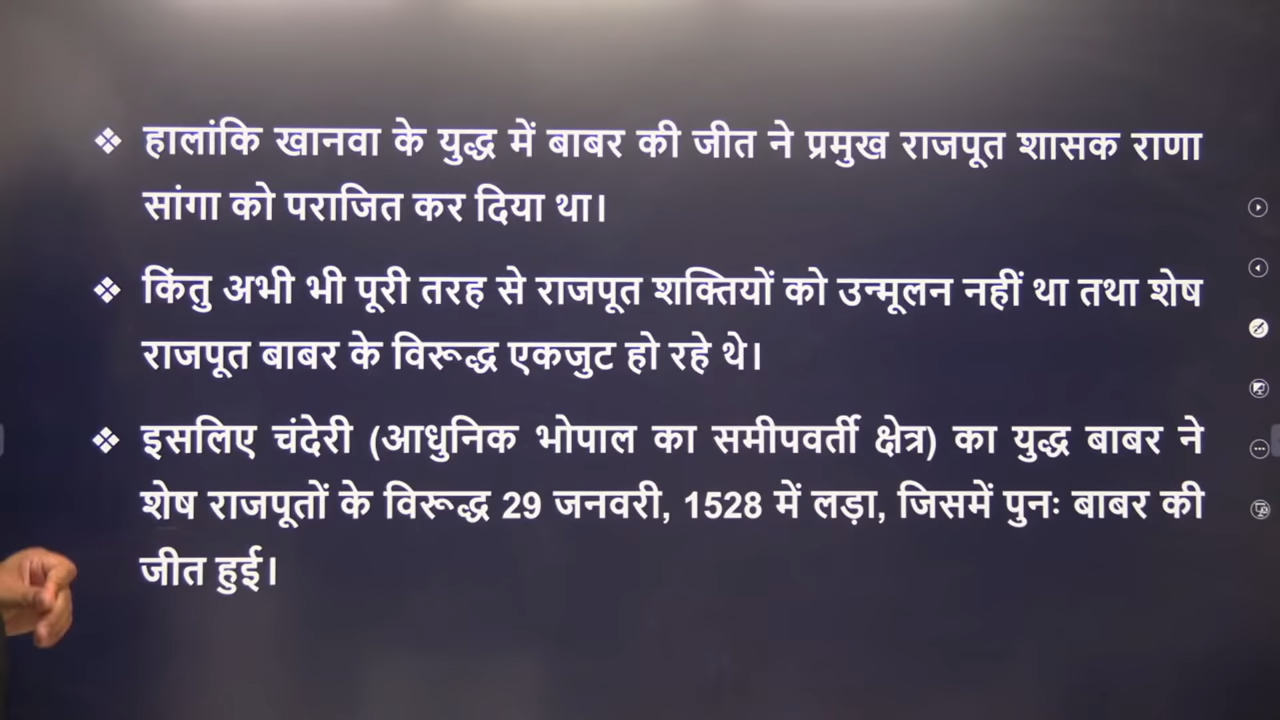 ❖ हालांकि खानवा के युद्ध में बाबर की जीत ने प्रमुख राजपूत शासक राणा
सांगा को पराजित कर दिया था।
❖ किंतु अभी भी पूरी तरह से राजपूत शक्तियों को उन्मूलन नहीं था तथा शेष
राजपूत बाबर के विरूद्ध एकजुट हो रहे थे।
❖ इसलिए चंदेरी (आधुनिक भोपाल का समीपवर्ती क्षेत्र) का युद्ध बाबर ने
शेष राजपूतों के विरूद्ध 29 जनवरी, 1528 में लड़ा, जिसमें पुनः बाबर की
जीत हुई।